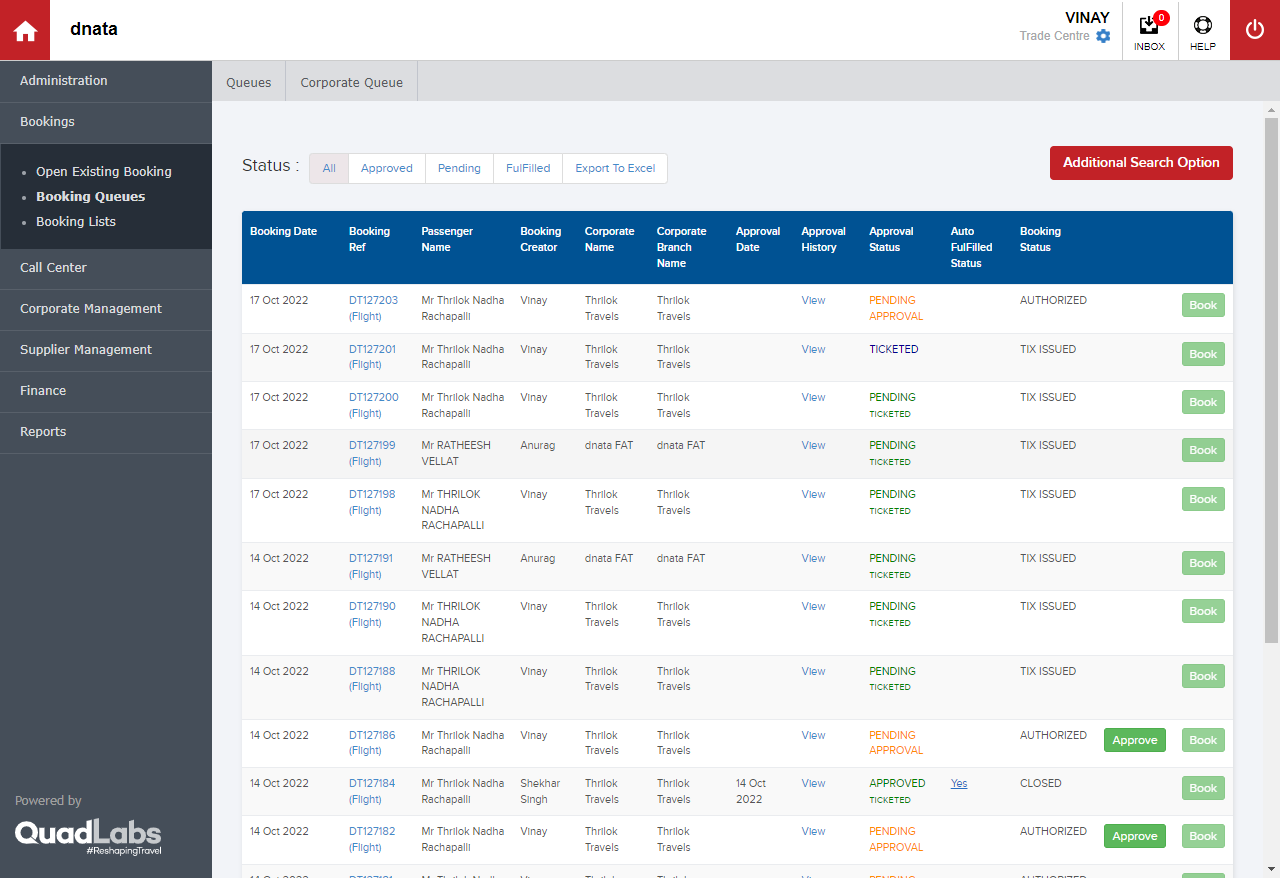 dnata
VINAY
Trade Centre
0
INBOX
HELP
Administration
Bookings
Open Existing Booking
Booking Queues
Booking Lists
Call Center
Corporate Management
Supplier Management
Finance
Reports
Powered by
QuadLabs
#ReshapingTravel
Queues Corporate Queue
Status : All Approved Pending FulFilled Export To Excel
Additional Search Option
Booking Date Booking Passenger Booking Corporate Corporate Approval Approval Approval Auto Booking
Ref Name Creator Name Branch Date History Status FulFilled Status
Name Status
17 Oct 2022 DT127203 Mr Thrilok Nadha Vinay Thrilok Thrilok View PENDING AUTHORIZED Book
(Flight) Rachapalli Travels Travels APPROVAL
17 Oct 2022 DT127201 Mr Thrilok Nadha Vinay Thrilok Thrilok View TICKETED TIX ISSUED Book
(Flight) Rachapalli Travels Travels
17 Oct 2022 DT127200 Mr Thrilok Nadha Vinay Thrilok Thrilok View PENDING TIX ISSUED Book
(Flight) Rachapalli Travels Travels TICKETED
17 Oct 2022 DT127199 Mr RATHEESH Anurag dnata FAT dnata FAT View PENDING TIX ISSUED Book
(Flight) VELLAT TICKETED
17 Oct 2022 DT127198 Mr THRILOK Vinay Thrilok Thrilok View PENDING TIX ISSUED Book
(Flight) NADHA Travels Travels TICKETED
RACHAPALLI
14 Oct 2022 DT127191 Mr RATHEESH Anurag dnata FAT dnata FAT View PENDING TIX ISSUED Book
(Flight) VELLAT TICKETED
14 Oct 2022 DT127190 Mr THRILOK Vinay Thrilok Thrilok View PENDING TIX ISSUED Book
(Flight) NADHA Travels Travels TICKETED
RACHAPALLI
14 Oct 2022 DT127188 Mr THRILOK Vinay Thrilok Thrilok View PENDING TIX ISSUED Book
(Flight) NADHA Travels Travels TICKETED
RACHAPALLI
14 Oct 2022 DT127186 Mr Thrilok Nadha Vinay Thrilok Thrilok View PENDING AUTHORIZED Approve Book
(Flight) Rachapalli Travels Travels APPROVAL
14 Oct 2022 DT127184 Mr Thrilok Nadha Shekhar Thrilok Thrilok 14 Oct View APPROVED Yes CLOSED Book
(Flight) Rachapalli Singh Travels Travels 2022 TICKETED
14 Oct 2022 DT127182 Mr Thrilok Nadha Vinay Thrilok Thrilok View PENDING AUTHORIZED Approve Book
(Flight) Rachapalli Travels Travels APPROVAL